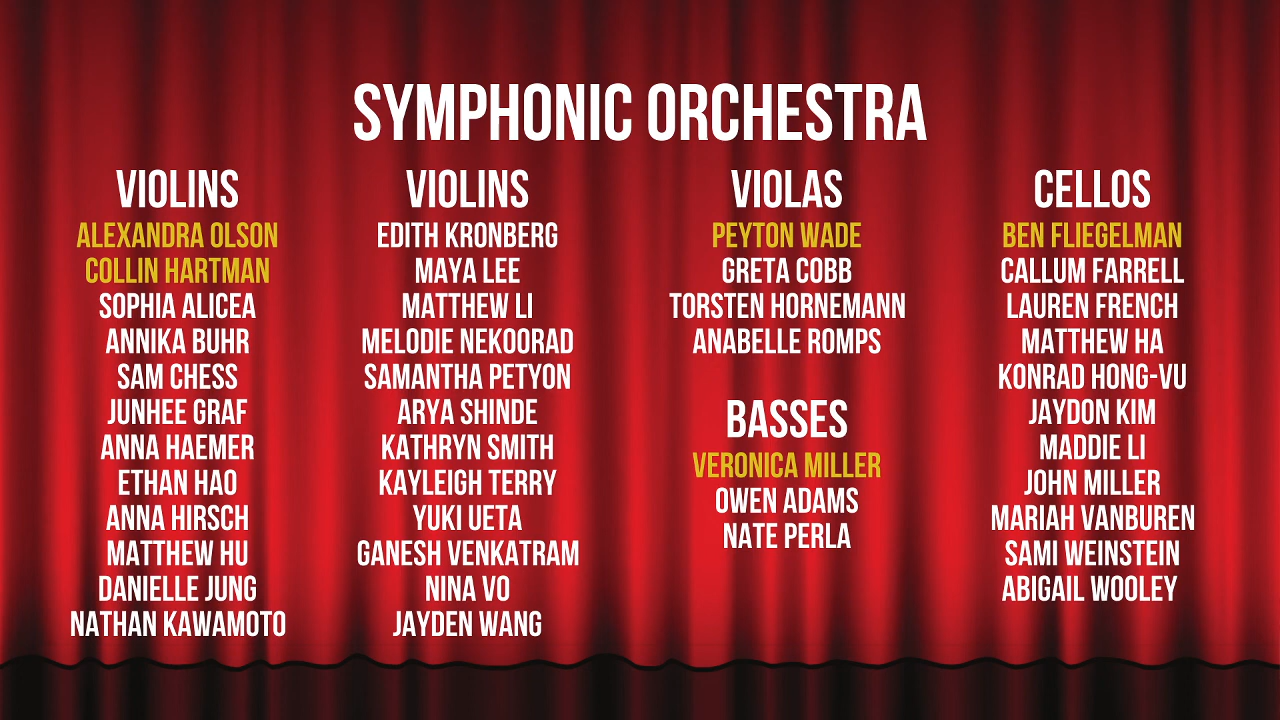 SYMPHONIC ORCHESTRA
VIOLINS
ALEXANDRA OLSON
COLLIN HARTMAN
SOPHIA ALICEA
ANNIKA BUHR
SAM CHESS
JUNHEE GRAF
ANNA HAEMER
ETHAN HAO
ANNA HIRSCH
MATTHEW HU
DANIELLE JUNG
NATHAN KAWAMOTO
VIOLINS
EDITH KRONBERG
MAYA LEE
MATTHEW LI
MELODIE NEKOORAD
SAMANTHA PETYON
ARYA SHINDE
KATHRYN SMITH
KAYLEIGH TERRY
YUKI UETA
GANESH VENKATRAM
NINA VO
JAYDEN WANG
VIOLAS
PEYTON WADE
GRETA COBB
TORSTEN HORNEMANN
ANABELLE ROMPS
BASSES
VERONICA MILLER
OWEN ADAMS
NATE PERLA
CELLOS
BEN FLIEGELMAN
CALLUM FARRELL
LAUREN FRENCH
MATTHEW HA
KONRAD HONG-VU
JAYDON KIM
MADDIE LI
JOHN MILLER
MARIAH VANBUREN
SAMI WEINSTEIN
ABIGAIL WOOLEY